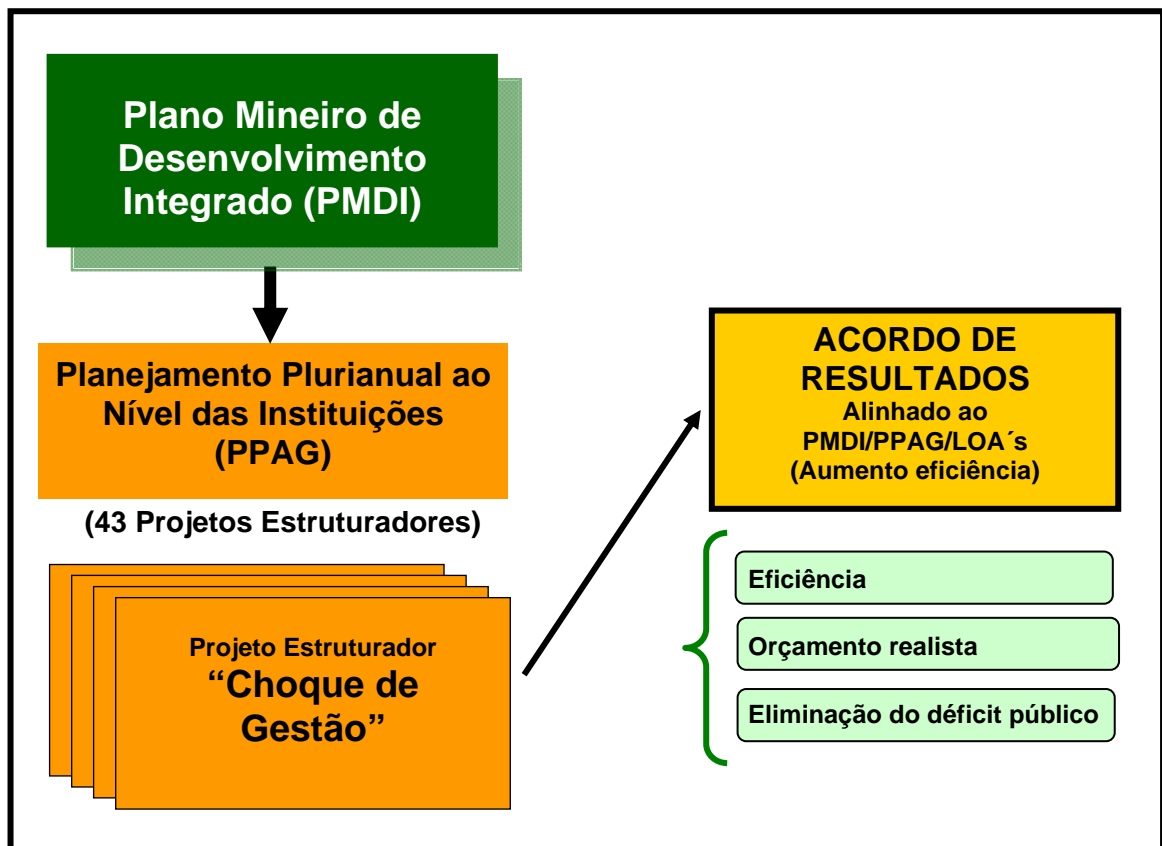 Plano Mineiro de
Desenvolvimento
Integrado (PMDI)
Planejamento Plurianual ao
Nível das Instituições
(PPAG)
(43 Projetos Estruturadores)
Projeto Estruturador
“Choque de
Gestão”
ACORDO DE
RESULTADOS
Alinhado ao
PMDI/PPAG/LOA´s
(Aumento eficiência)
Eficiência
Orçamento realista
Eliminação do déficit público